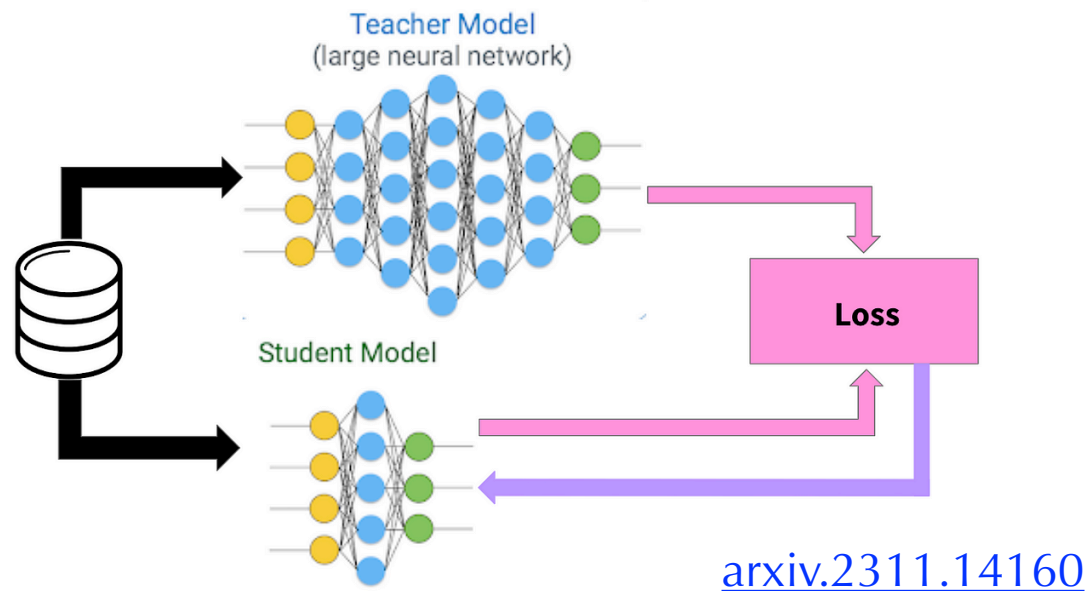 Teacher Model
(large neural network)
Loss
Student Model
arxiv.2311.14160